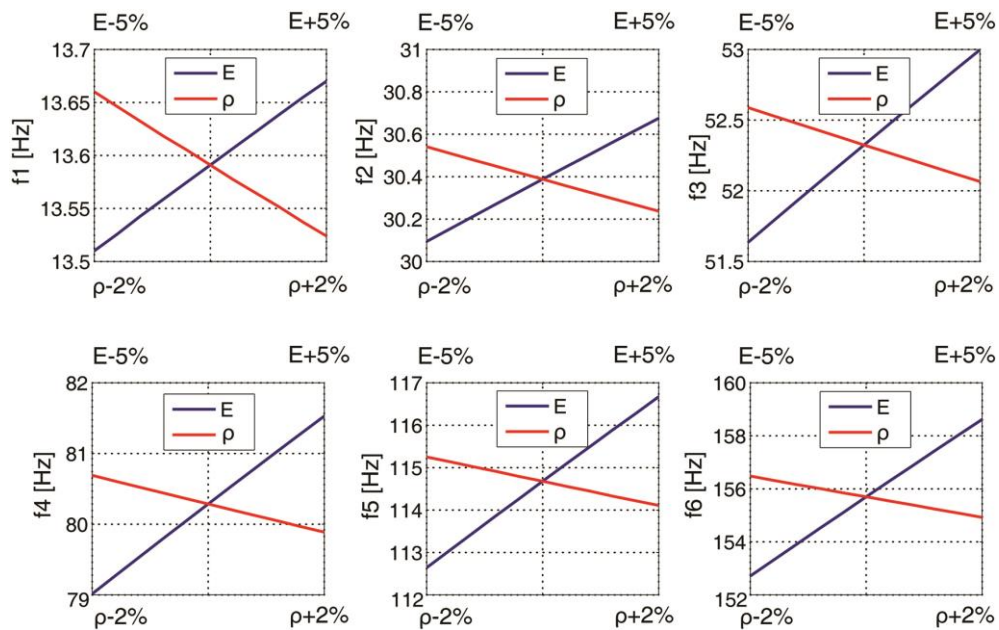 E-5% E+5%
13.7
13.65
13.6
13.55
13.5
f1 [Hz]
E
ρ
ρ-2% ρ+2%
E-5% E+5%
31
30.8
30.6
30.4
30.2
30
f2 [Hz]
E
ρ
ρ-2% ρ+2%
E-5% E+5%
53
52.5
52
51.5
f3 [Hz]
E
ρ
ρ-2% ρ+2%
E-5% E+5%
82
81
80
79
f4 [Hz]
E
ρ
ρ-2% ρ+2%
E-5% E+5%
117
116
115
114
113
112
f5 [Hz]
E
ρ
ρ-2% ρ+2%
E-5% E+5%
160
158
156
154
152
f6 [Hz]
E
ρ
ρ-2% ρ+2%